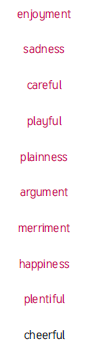 enjoyment
sadness
careful
playful
plainness
argument
merriment
happiness
plentiful
cheerful